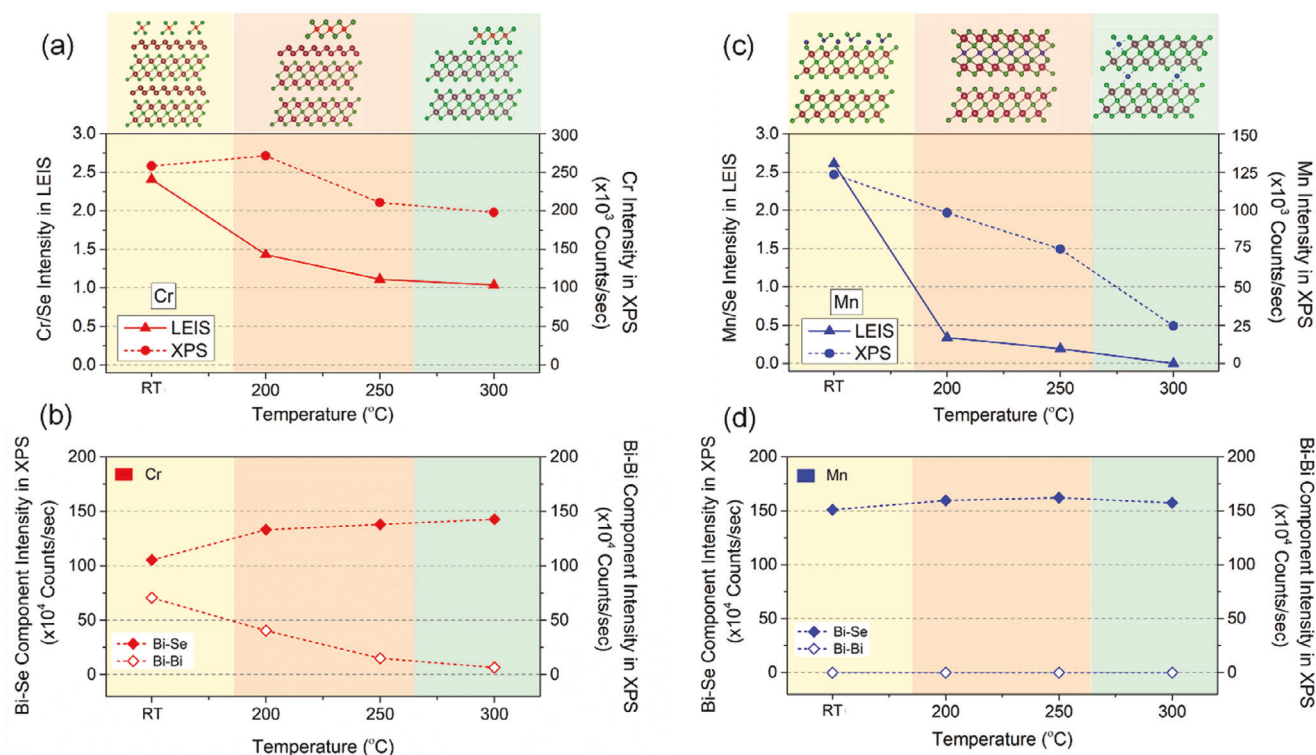 (a)
3.0
2.5
2.0
1.5
1.0
0.5
0.0
Cr/Se Intensity in LEIS
300
250
200
150
100
50
0
Cr Intensity in XPS
(x10³ Counts/sec)
Cr
LEIS
XPS
RT
200
250
300
Temperature (°C)
(b)
200
150
100
50
0
Bi-Se Component Intensity in XPS
(x10⁴ Counts/sec)
200
150
100
50
0
Bi-Bi Component Intensity in XPS
(x10⁴ Counts/sec)
Cr
Bi-Se
Bi-Bi
RT
200
250
300
Temperature (°C)
(c)
3.0
2.5
2.0
1.5
1.0
0.5
0.0
Mn/Se Intensity in LEIS
150
125
100
75
50
25
0
Mn Intensity in XPS
(x10³ Counts/sec)
Mn
LEIS
XPS
RT
200
250
300
Temperature (°C)
(d)
200
150
100
50
0
Bi-Se Component Intensity in XPS
(x10⁴ Counts/sec)
200
150
100
50
0
Bi-Bi Component Intensity in XPS
(x10⁴ Counts/sec)
Mn
Bi-Se
Bi-Bi
RT
200
250
300
Temperature (°C)